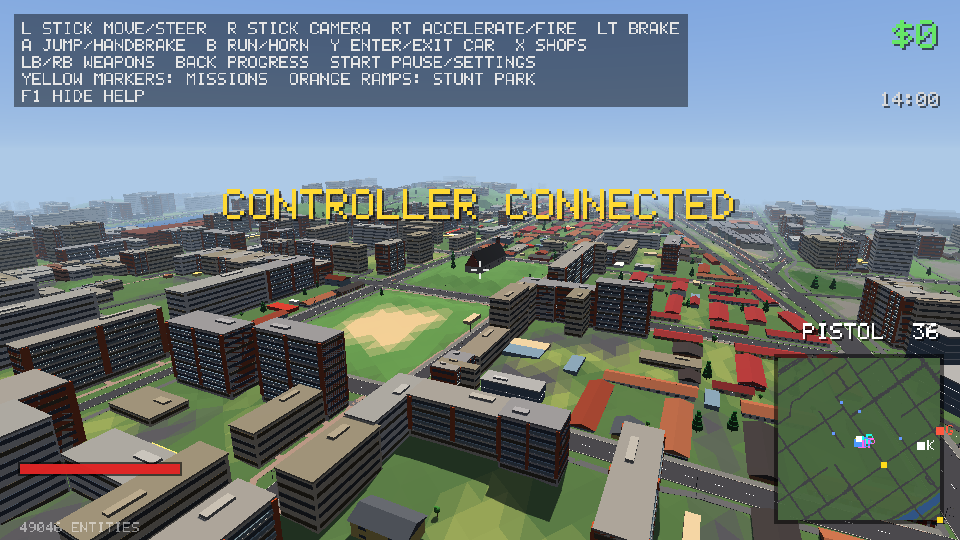 L STICK MOVE/STEER  R STICK CAMERA  RT ACCELERATE/FIRE  LT BRAKE
A JUMP/HANDBRAKE  B RUN/HORN  Y ENTER/EXIT CAR  X SHOPS
LB/RB WEAPONS  BACK PROGRESS  START PAUSE/SETTINGS
YELLOW MARKERS: MISSIONS  ORANGE RAMPS: STUNT PARK
F1 HIDE HELP
$0
14:00
CONTROLLER CONNECTED
PISTOL 36
K
49046 ENTITIES